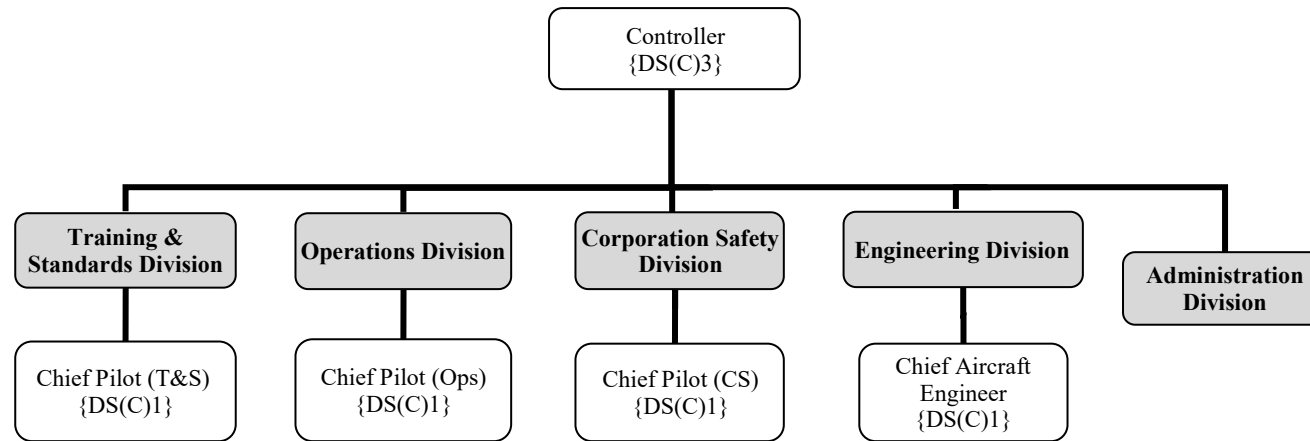 Controller
{DS(C)3}
Training &
Standards Division
Operations Division
Corporation Safety
Division
Engineering Division
Administration
Division
Chief Pilot (T&S)
{DS(C)1}
Chief Pilot (Ops)
{DS(C)1}
Chief Pilot (CS)
{DS(C)1}
Chief Aircraft
Engineer
{DS(C)1}